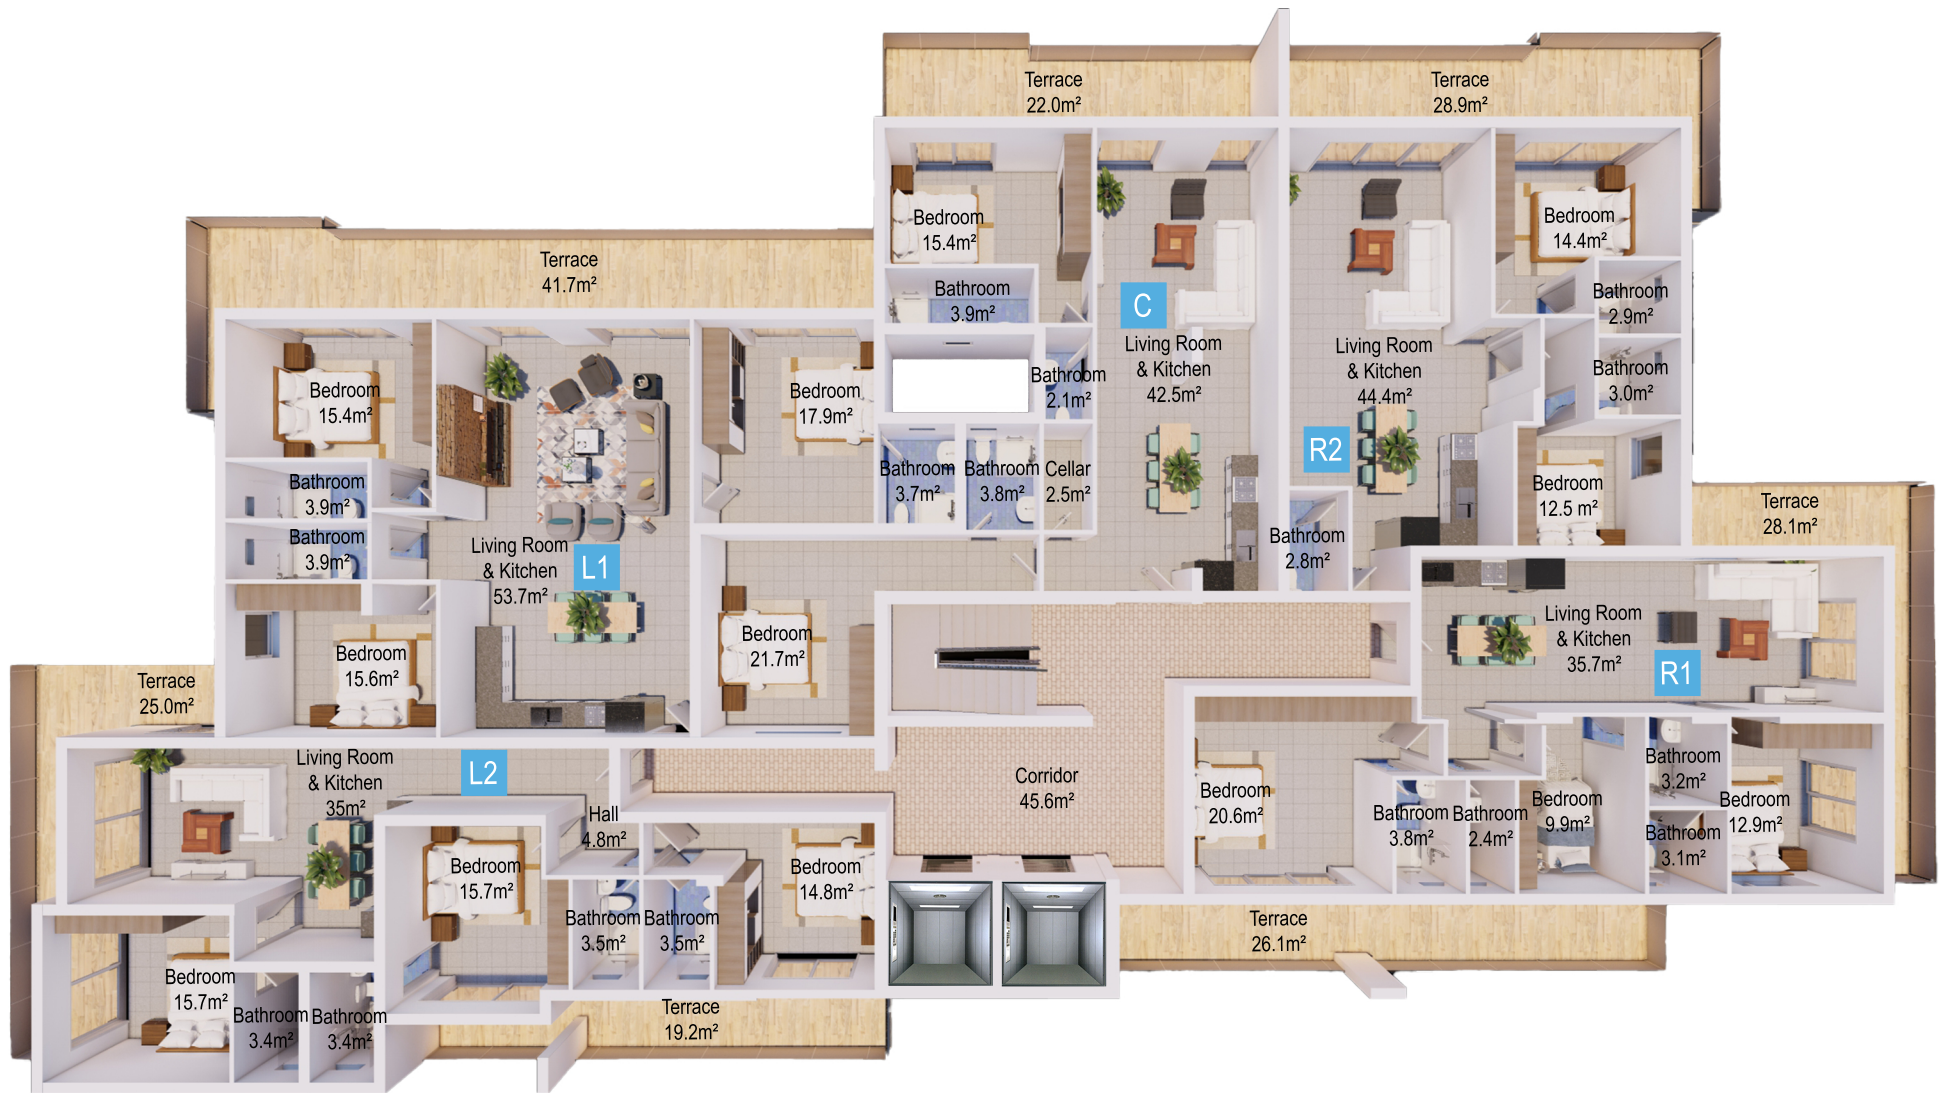 Terrace
22.0m²
Terrace
28.9m²
Bedroom
15.4m²
Bedroom
14.4m²
Terrace
41.7m²
Bathroom
3.9m²
C
Bathroom
2.9m²
Living Room
& Kitchen
42.5m²
Living Room
& Kitchen
44.4m²
Bathroom
2.1m²
Bathroom
3.0m²
Bedroom
15.4m²
Bedroom
17.9m²
R2
Bathroom
3.7m²
Bathroom
3.8m²
Cellar
2.5m²
Bathroom
3.9m²
Bedroom
12.5 m²
Terrace
28.1m²
Bathroom
3.9m²
Living Room
& Kitchen
53.7m²
L1
Bathroom
2.8m²
Living Room
& Kitchen
35.7m²
R1
Bedroom
21.7m²
Bedroom
15.6m²
Terrace
25.0m²
Living Room
& Kitchen
35m²
L2
Corridor
45.6m²
Hall
4.8m²
Bedroom
20.6m²
Bathroom
3.8m²
Bathroom
2.4m²
Bedroom
9.9m²
Bathroom
3.2m²
Bathroom
3.1m²
Bedroom
12.9m²
Bedroom
15.7m²
Bedroom
14.8m²
Bathroom
3.5m²
Bathroom
3.5m²
Terrace
26.1m²
Bedroom
15.7m²
Bathroom
3.4m²
Bathroom
3.4m²
Terrace
19.2m²